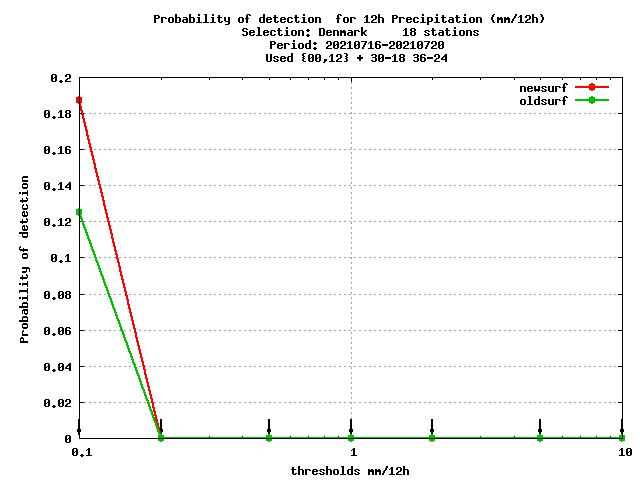 Probability of detection  for 12h Precipitation (mm/12h)
Selection: Denmark     18 stations
Period: 20210716-20210720
Used {00,12} + 30-18 36-24
newsurf
oldsurf
0.2
0.18
0.16
0.14
0.12
0.1
0.08
0.06
0.04
0.02
0
Probability of detection
0.1
1
10
thresholds mm/12h